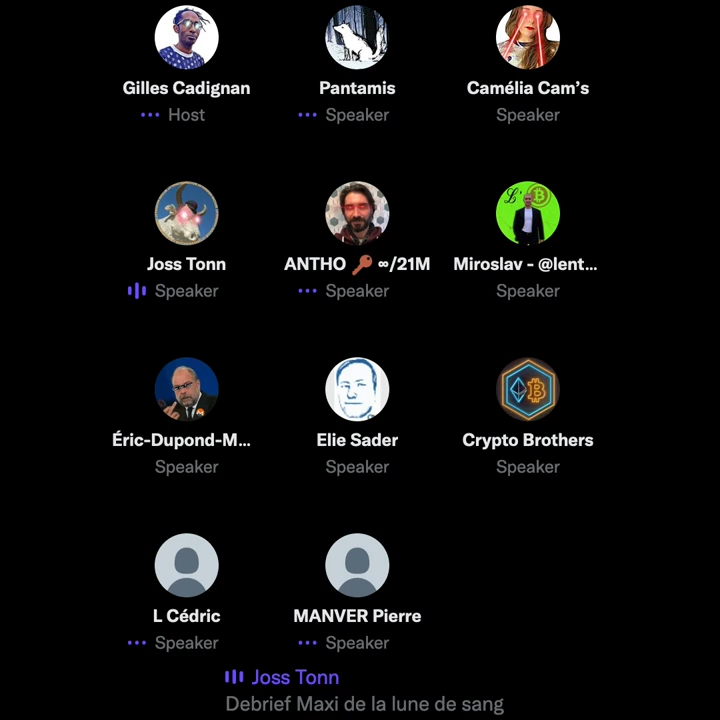 Gilles Cadignan
Pantamis
Camélia Cam's
Host
Speaker
Speaker
L'
Joss Tonn
ANTHO 🔑 ∞/21M
Miroslav - @lent...
Speaker
Speaker
Speaker
Éric-Dupond-M...
Elie Sader
Crypto Brothers
Speaker
Speaker
Speaker
L Cédric
MANVER Pierre
Speaker
Speaker
Joss Tonn
Debrief Maxi de la lune de sang